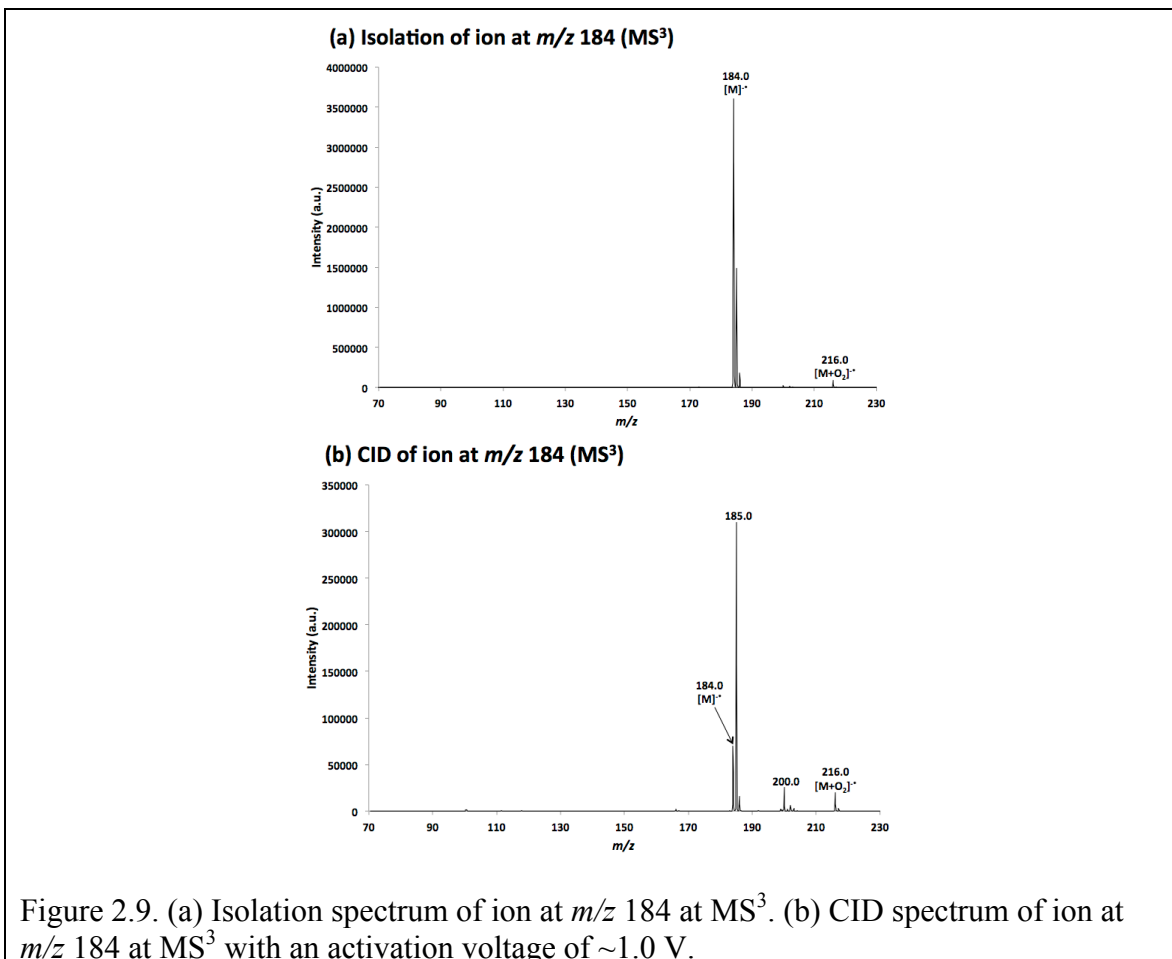 (a) Isolation of ion at m/z 184 (MS³)
4000000
3500000
3000000
2500000
2000000
1500000
1000000
500000
0
Intensity (a.u.)
184.0
[M]⁻•
216.0
[M+O₂]⁻•
70 90 110 130 150 170 190 210 230
m/z
(b) CID of ion at m/z 184 (MS³)
350000
300000
250000
200000
150000
100000
50000
0
Intensity (a.u.)
185.0
184.0
[M]⁻•
200.0
216.0
[M+O₂]⁻•
70 90 110 130 150 170 190 210 230
m/z
Figure 2.9. (a) Isolation spectrum of ion at m/z 184 at MS³. (b) CID spectrum of ion at
m/z 184 at MS³ with an activation voltage of ~1.0 V.